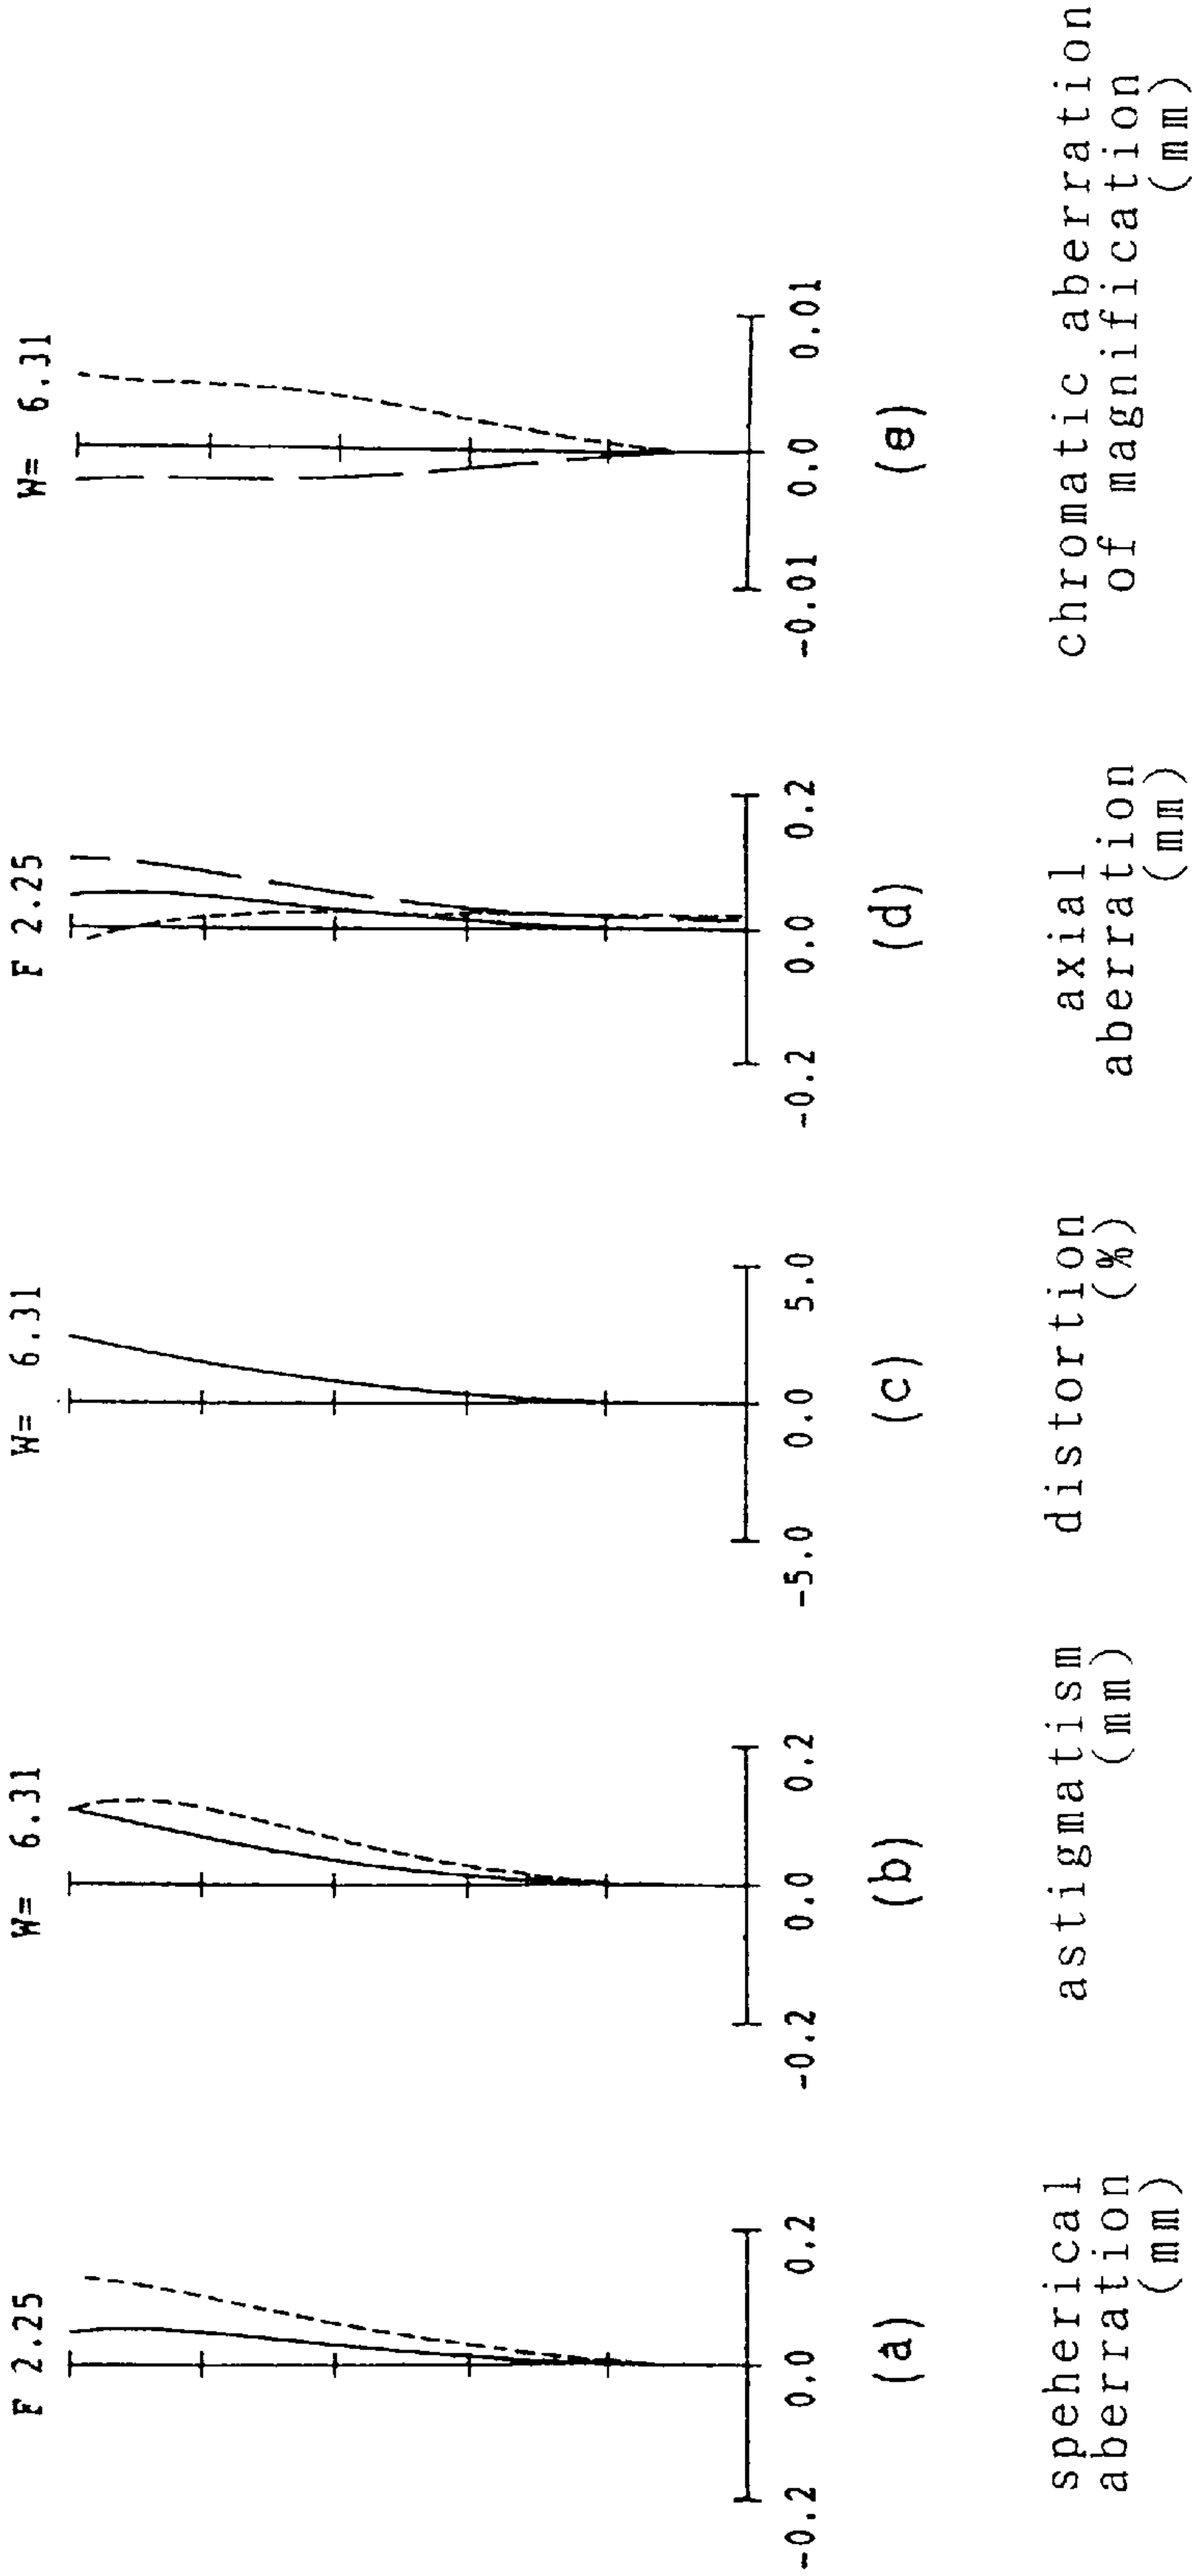 F 2.25
-0.2 0.0 0.2
(a)
speherical
aberration
(mm)
W= 6.31
-0.2 0.0 0.2
(b)
astigmatism
(mm)
W= 6.31
-5.0 0.0 5.0
(c)
distortion
(%)
F 2.25
-0.2 0.0 0.2
(d)
axial
aberration
(mm)
W= 6.31
-0.01 0.0 0.01
(e)
chromatic aberration
of magnification
(mm)